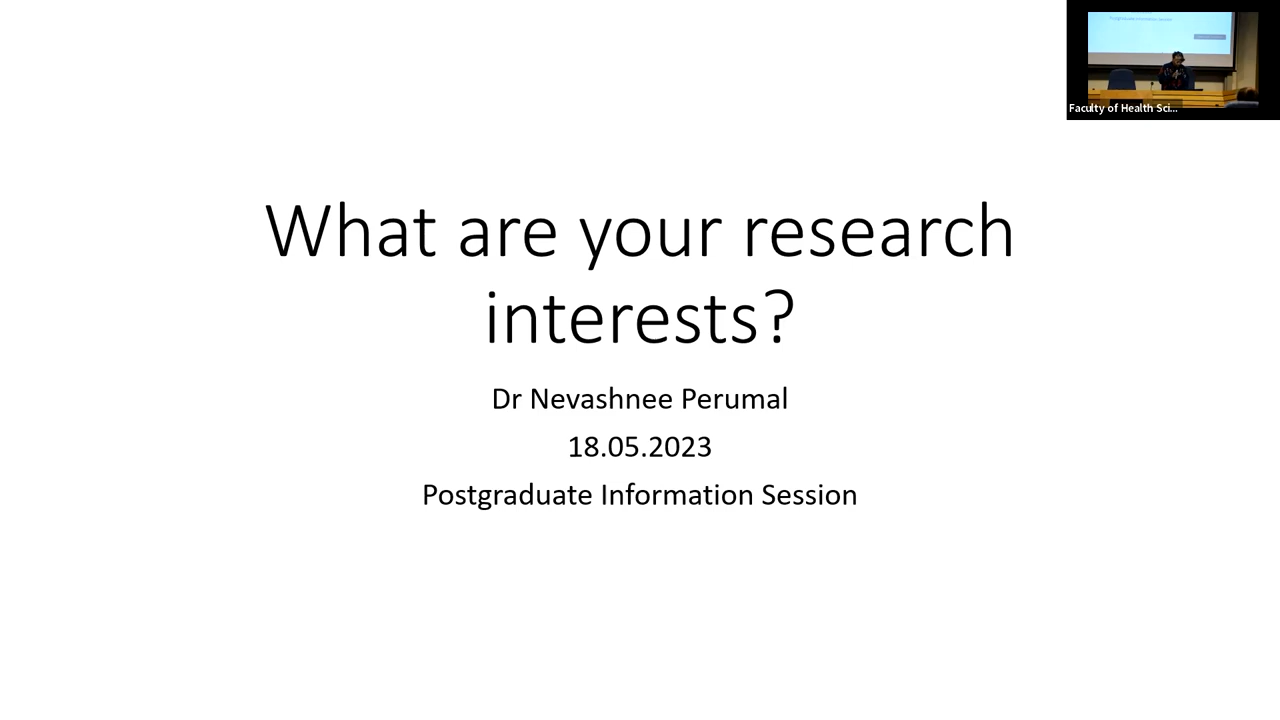 What are your research
interests?
Dr Nevashnee Perumal
18.05.2023
Postgraduate Information Session
Faculty of Health Sci...